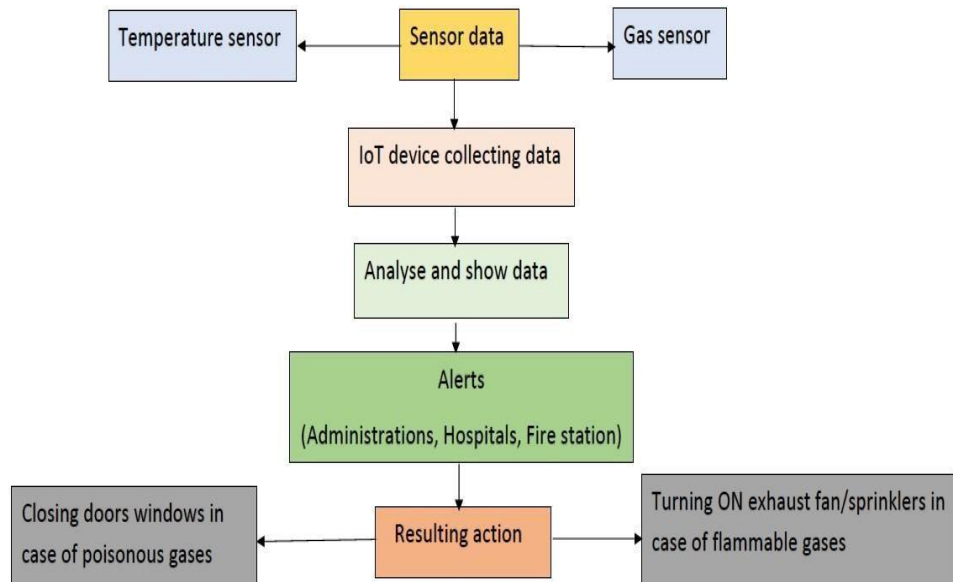 Temperature sensor
Sensor data
Gas sensor
IoT device collecting data
Analyse and show data
Alerts
(Administrations, Hospitals, Fire station)
Closing doors windows in
case of poisonous gases
Resulting action
Turning ON exhaust fan/sprinklers in
case of flammable gases